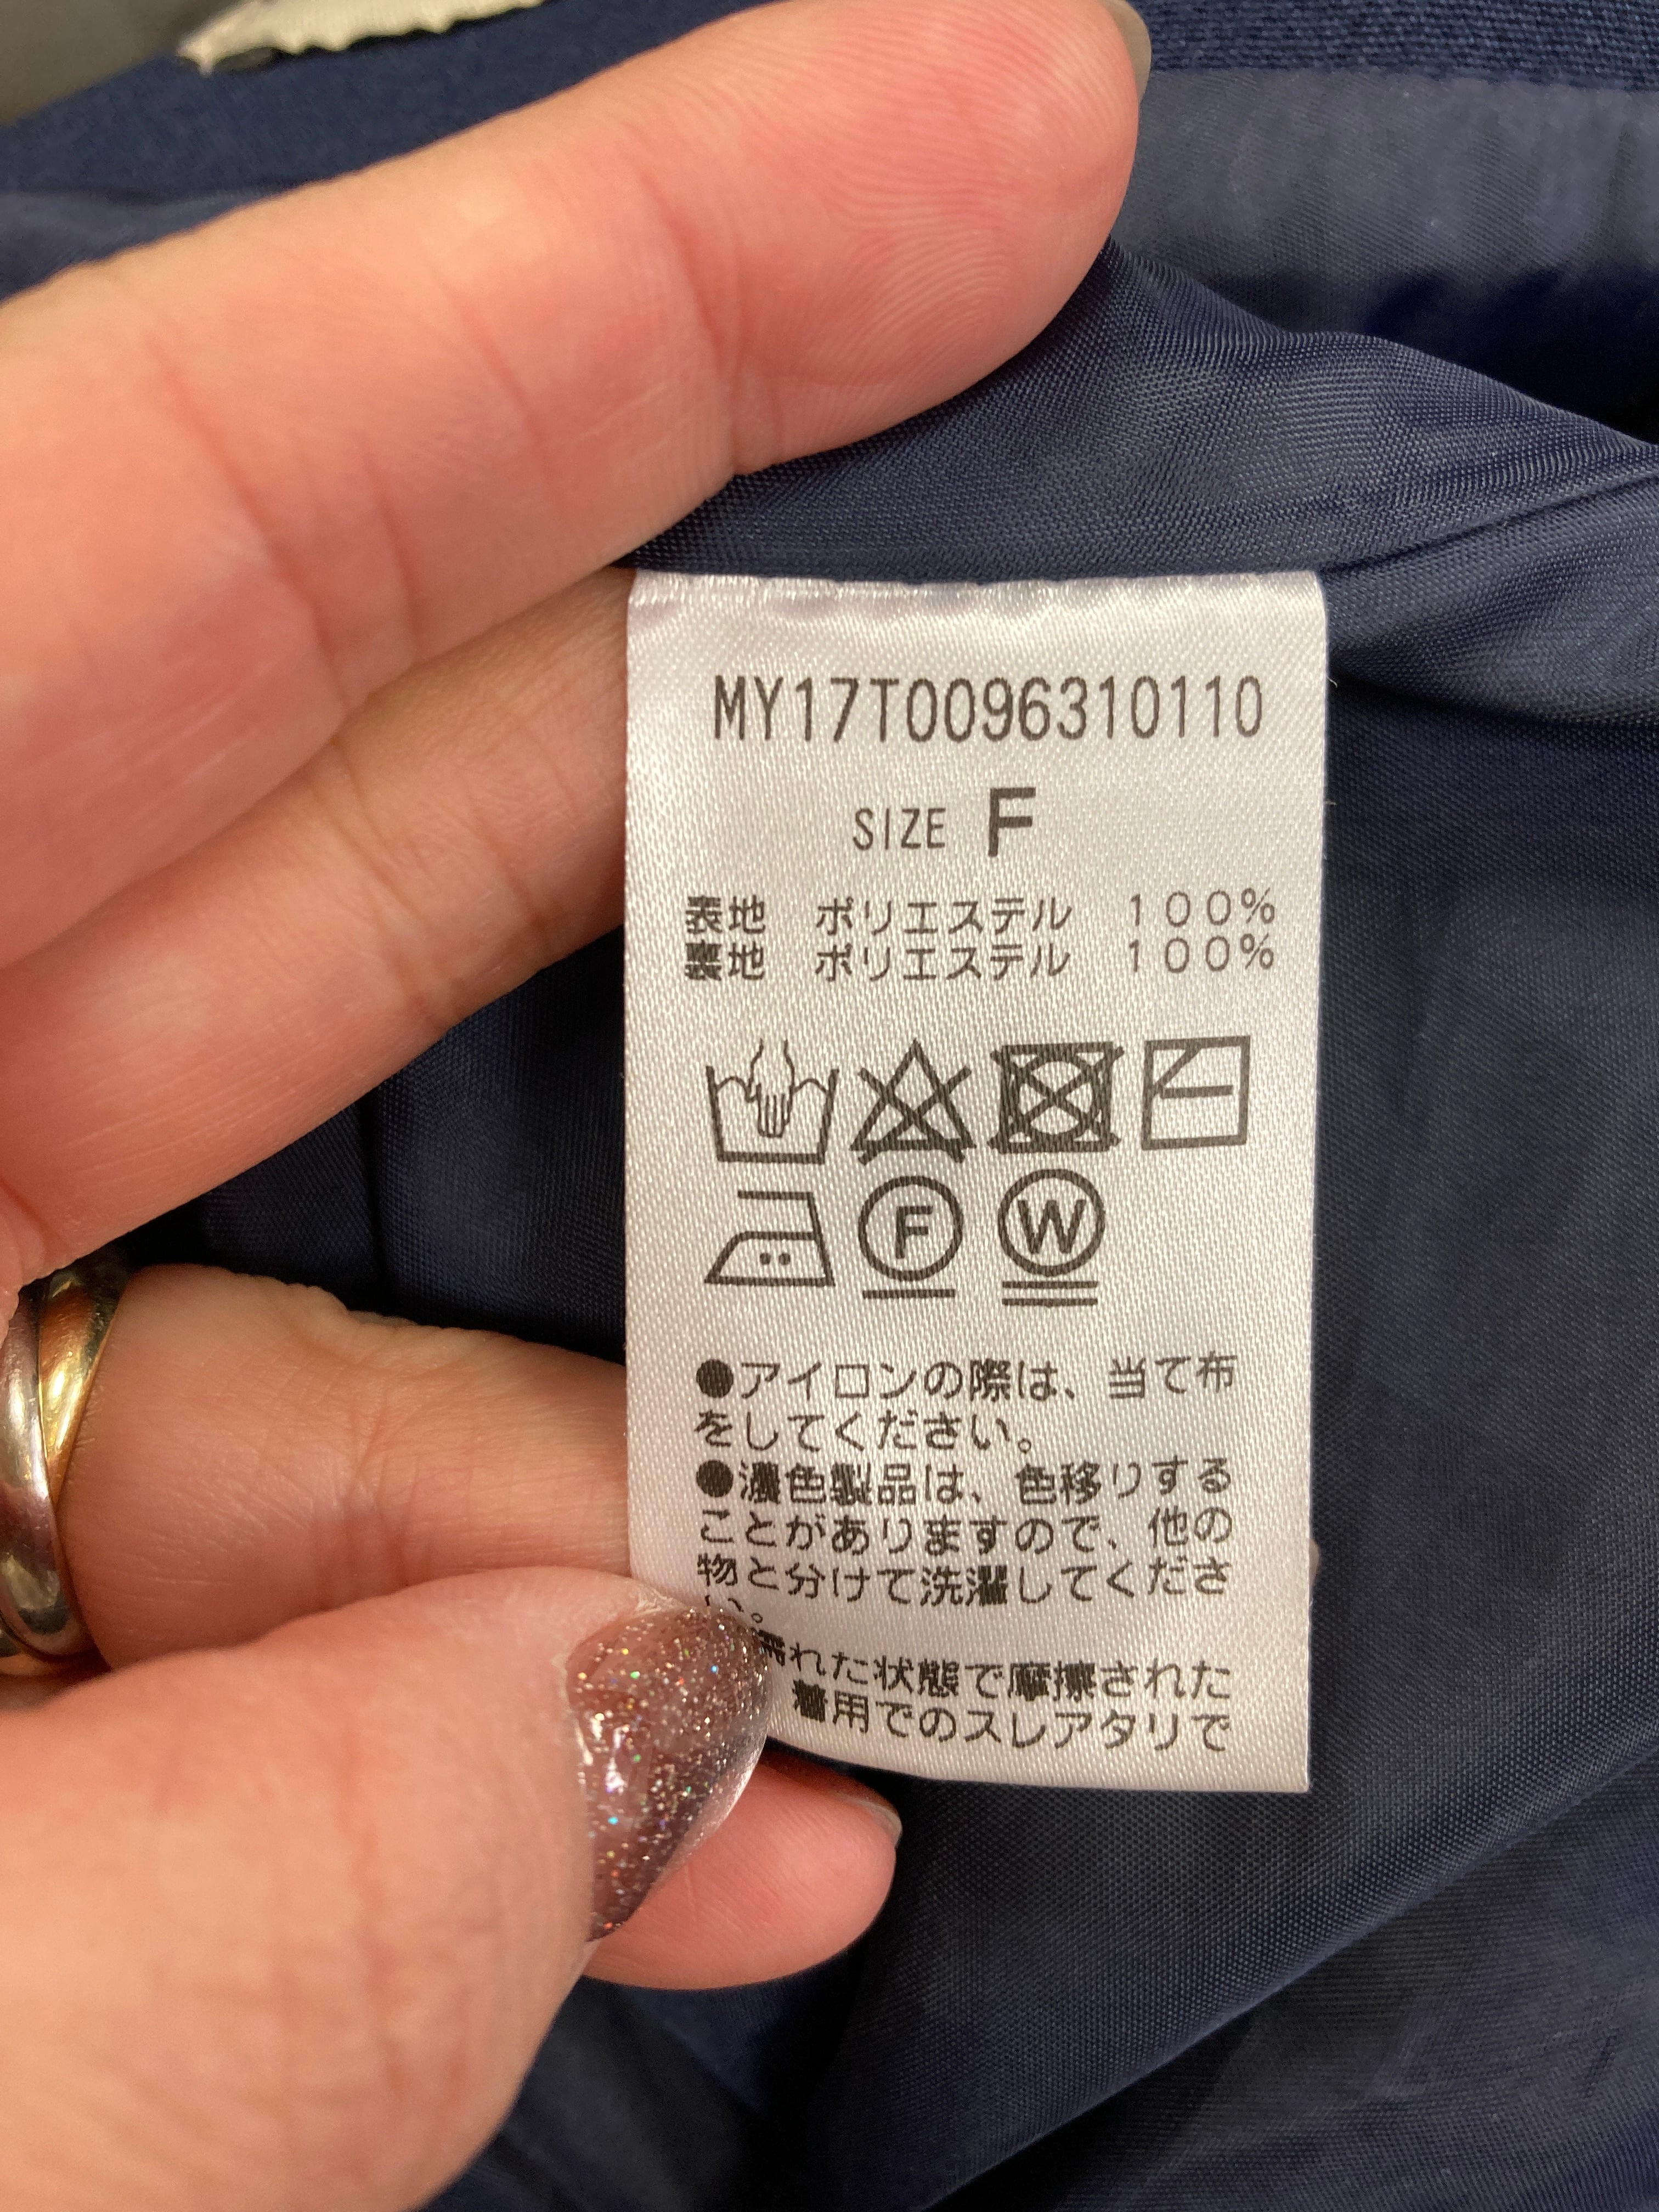 MY17T0096310110
SIZE F
表地 ポリエステル 100%
裏地 ポリエステル 100%
F W
●アイロンの際は、当て布
をしてください。
●濃色製品は、色移りする
ことがありますので、他の
物と分けて洗濯してくださ
い。
濡れた状態で摩擦された
着用でのスレアタリで